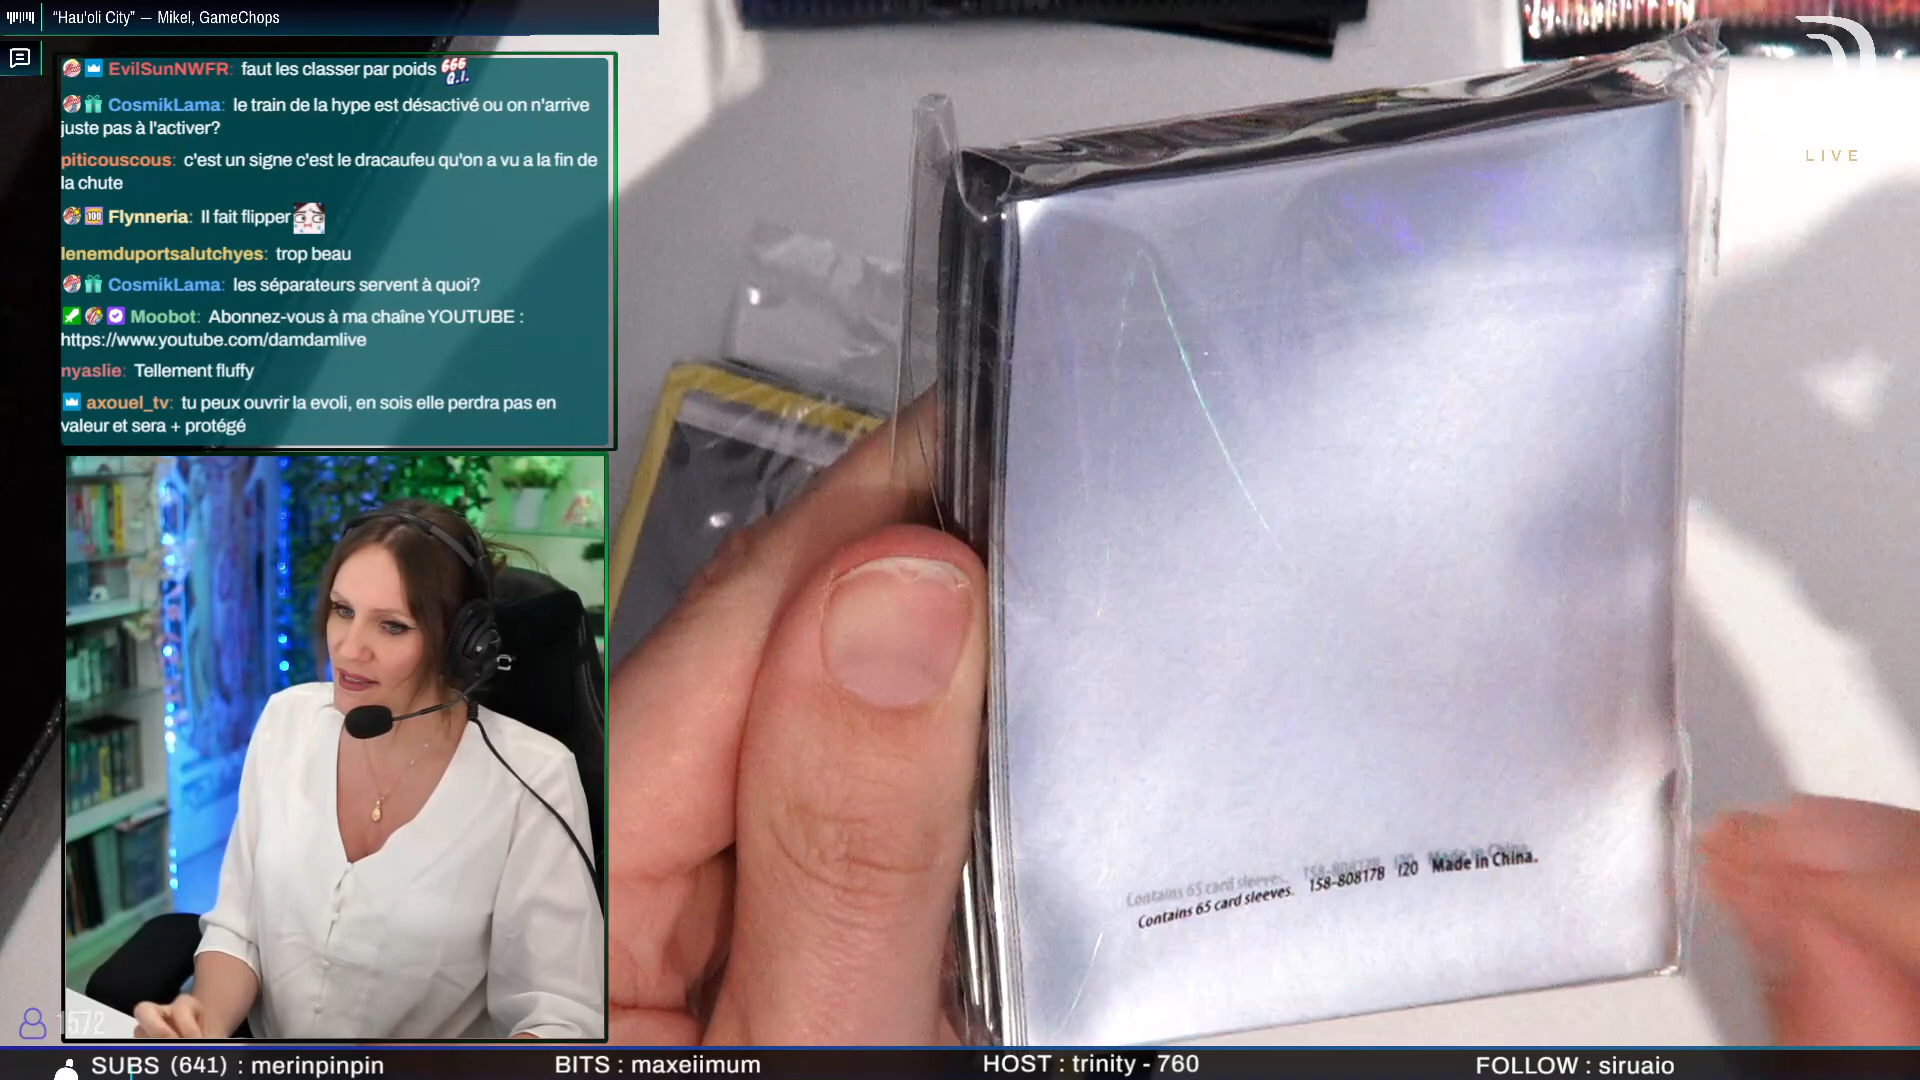 “Hau'oli City” — Mikel, GameChops
EvilSunNWFR: faut les classer par poids 666 Q.I.
CosmikLama: le train de la hype est désactivé ou on n'arrive
juste pas à l'activer?
piticouscous: c'est un signe c'est le dracaufeu qu'on a vu a la fin de
la chute
100 Flynneria: Il fait flipper
lenemduportsalutchyes: trop beau
CosmikLama: les séparateurs servent à quoi?
Moobot: Abonnez-vous à ma chaîne YOUTUBE :
https://www.youtube.com/damdamlive
nyaslie: Tellement fluffy
axouel_tv: tu peux ouvrir la evoli, en sois elle perdra pas en
valeur et sera + protégé
LIVE
Contains 65 card sleeves. 158-80817B I20 Made in China.
1572
SUBS (641) : merinpinpin
BITS : maxeiimum
HOST : trinity - 760
FOLLOW : siruaio